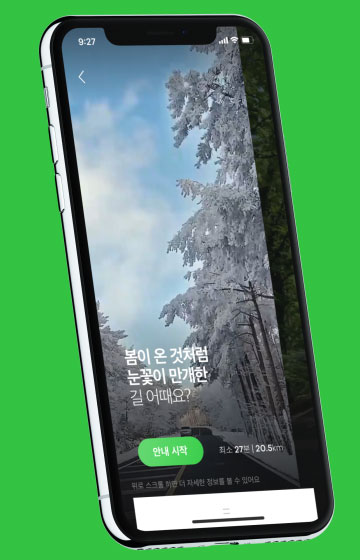 9:27
봄이 온 것처럼
눈꽃이 만개한
길 어때요?
안내 시작
최소 27분 | 20.5km
위로 스크롤 하면 더 자세한 정보를 볼 수 있어요